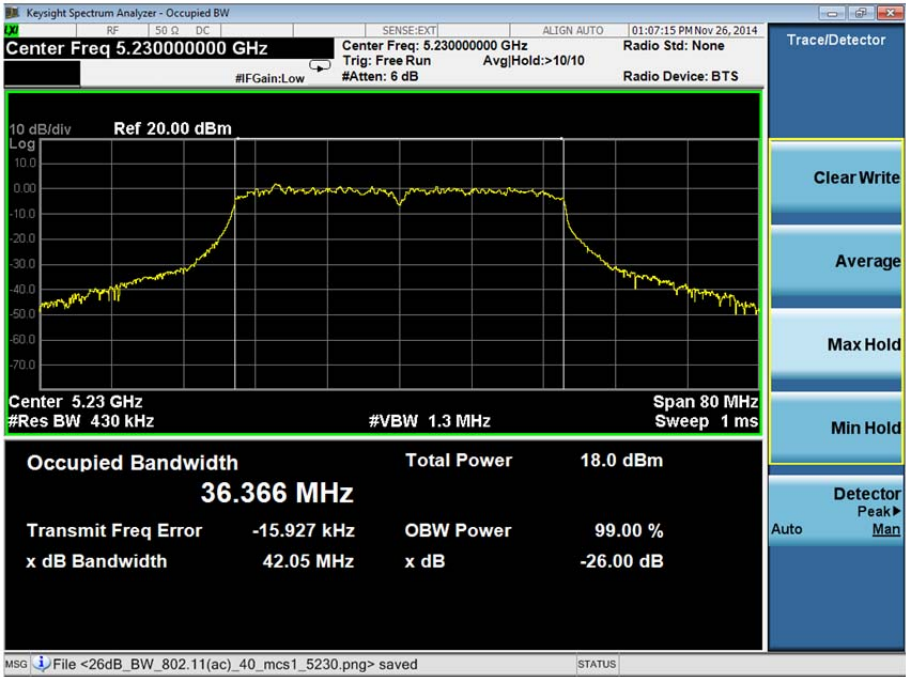 Keysight Spectrum Analyzer - Occupied BW
LXI RF 50 Ω DC SENSE:EXT ALIGN AUTO 01:07:15 PM Nov 26, 2014
Center Freq 5.230000000 GHz
Center Freq: 5.230000000 GHz Radio Std: None
Trig: Free Run Avg|Hold:>10/10
#IFGain:Low #Atten: 6 dB Radio Device: BTS
10 dB/div Ref 20.00 dBm
Log
10.0
0.00
-10.0
-20.0
-30.0
-40.0
-50.0
-60.0
-70.0
Center 5.23 GHz Span 80 MHz
#Res BW 430 kHz #VBW 1.3 MHz Sweep 1 ms
Occupied Bandwidth Total Power 18.0 dBm
36.366 MHz
Transmit Freq Error -15.927 kHz OBW Power 99.00 %
x dB Bandwidth 42.05 MHz x dB -26.00 dB
Trace/Detector
Clear Write
Average
Max Hold
Min Hold
Detector
Peak▶
Auto Man
MSG File <26dB_BW_802.11(ac)_40_mcs1_5230.png> saved STATUS